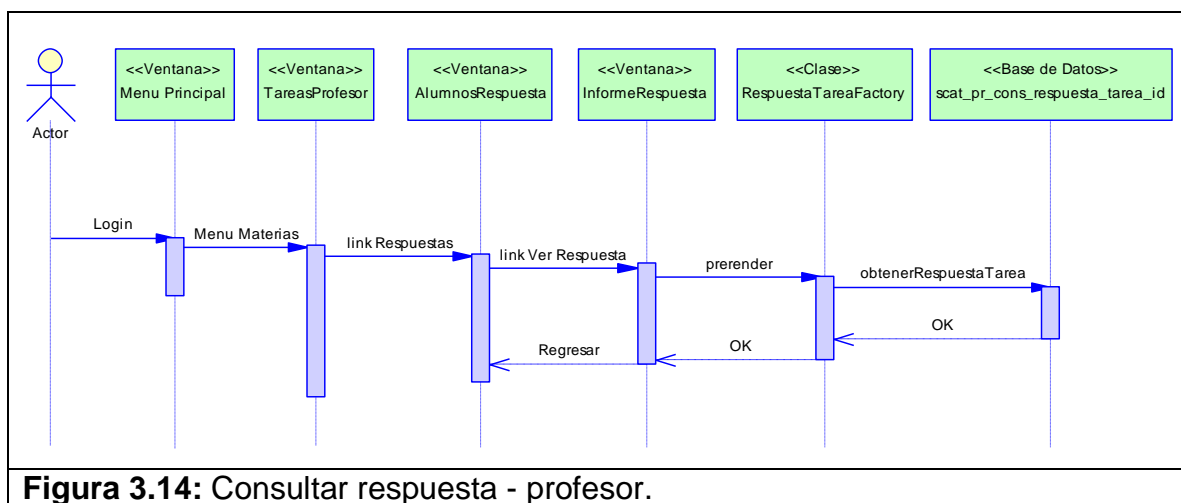 <<Ventana>>
Menu Principal
<<Ventana>>
TareasProfesor
<<Ventana>>
AlumnosRespuesta
<<Ventana>>
InformeRespuesta
<<Clase>>
RespuestaTareaFactory
<<Base de Datos>>
scat_pr_cons_respuesta_tarea_id
Actor
Login
Menu Materias
link Respuestas
link Ver Respuesta
prerender
obtenerRespuestaTarea
OK
OK
Regresar
Figura 3.14: Consultar respuesta - profesor.